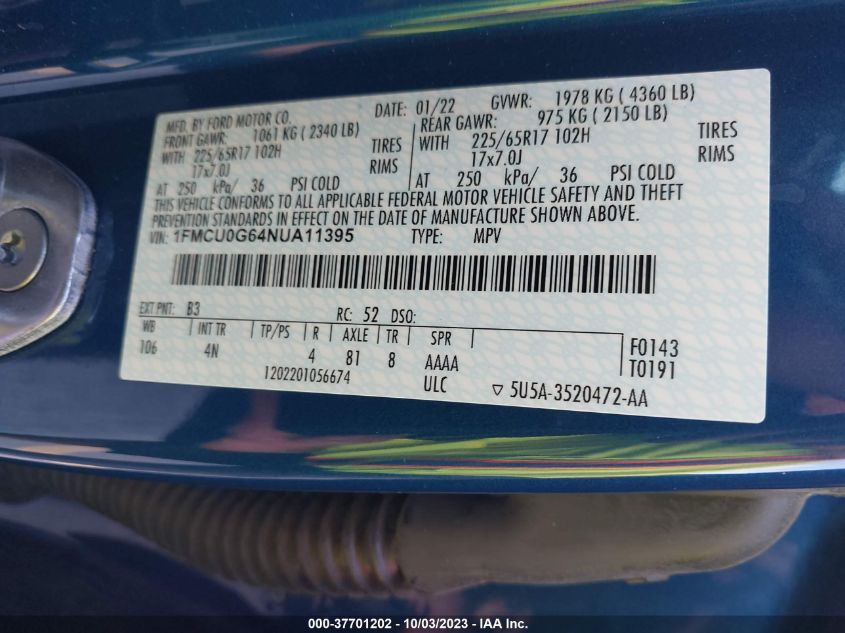 MFD. BY FORD MOTOR CO. DATE: 01/22 GVWR: 1978 KG ( 4360 LB)
FRONT GAWR: 1061 KG ( 2340 LB) REAR GAWR: 975 KG ( 2150 LB)
WITH 225/65R17 102H TIRES WITH 225/65R17 102H TIRES
17x7.0J RIMS 17x7.0J RIMS
AT 250 kPa/ 36 PSI COLD AT 250 kPa/ 36 PSI COLD
THIS VEHICLE CONFORMS TO ALL APPLICABLE FEDERAL MOTOR VEHICLE SAFETY AND THEFT
PREVENTION STANDARDS IN EFFECT ON THE DATE OF MANUFACTURE SHOWN ABOVE.
VIN: 1FMCU0G64NUA11395 TYPE: MPV
EXT PNT: B3 RC: 52 DSO:
WB INT TR TP/PS R AXLE TR SPR F0143
106 4N 4 81 8 AAAA T0191
1202201056674 ULC ▽ 5U5A-3520472-AA
000-37701202 - 10/03/2023 - IAA Inc.